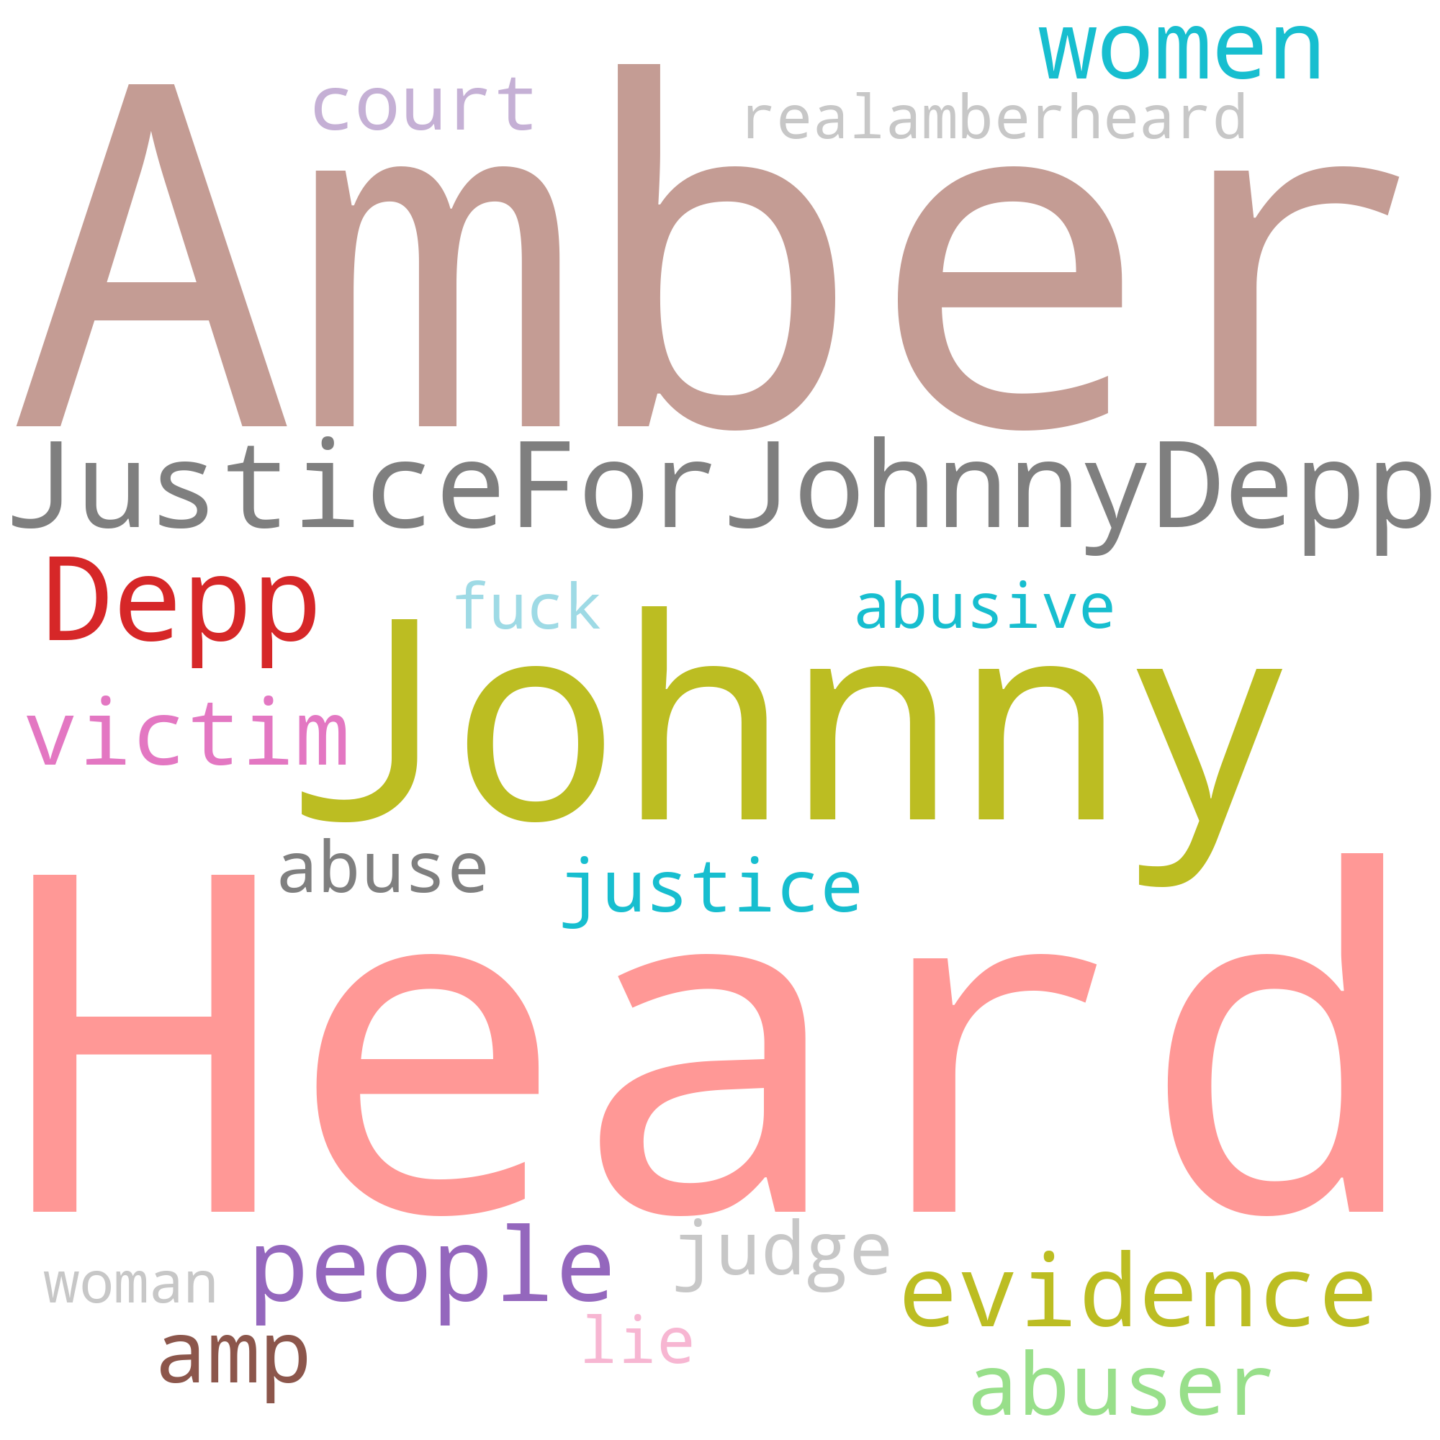 women
court
realamberheard
Amber
JusticeForJohnnyDepp
Depp
fuck
abusive
Johnny
victim
abuse
justice
Heard
people
judge
evidence
woman
lie
amp
abuser